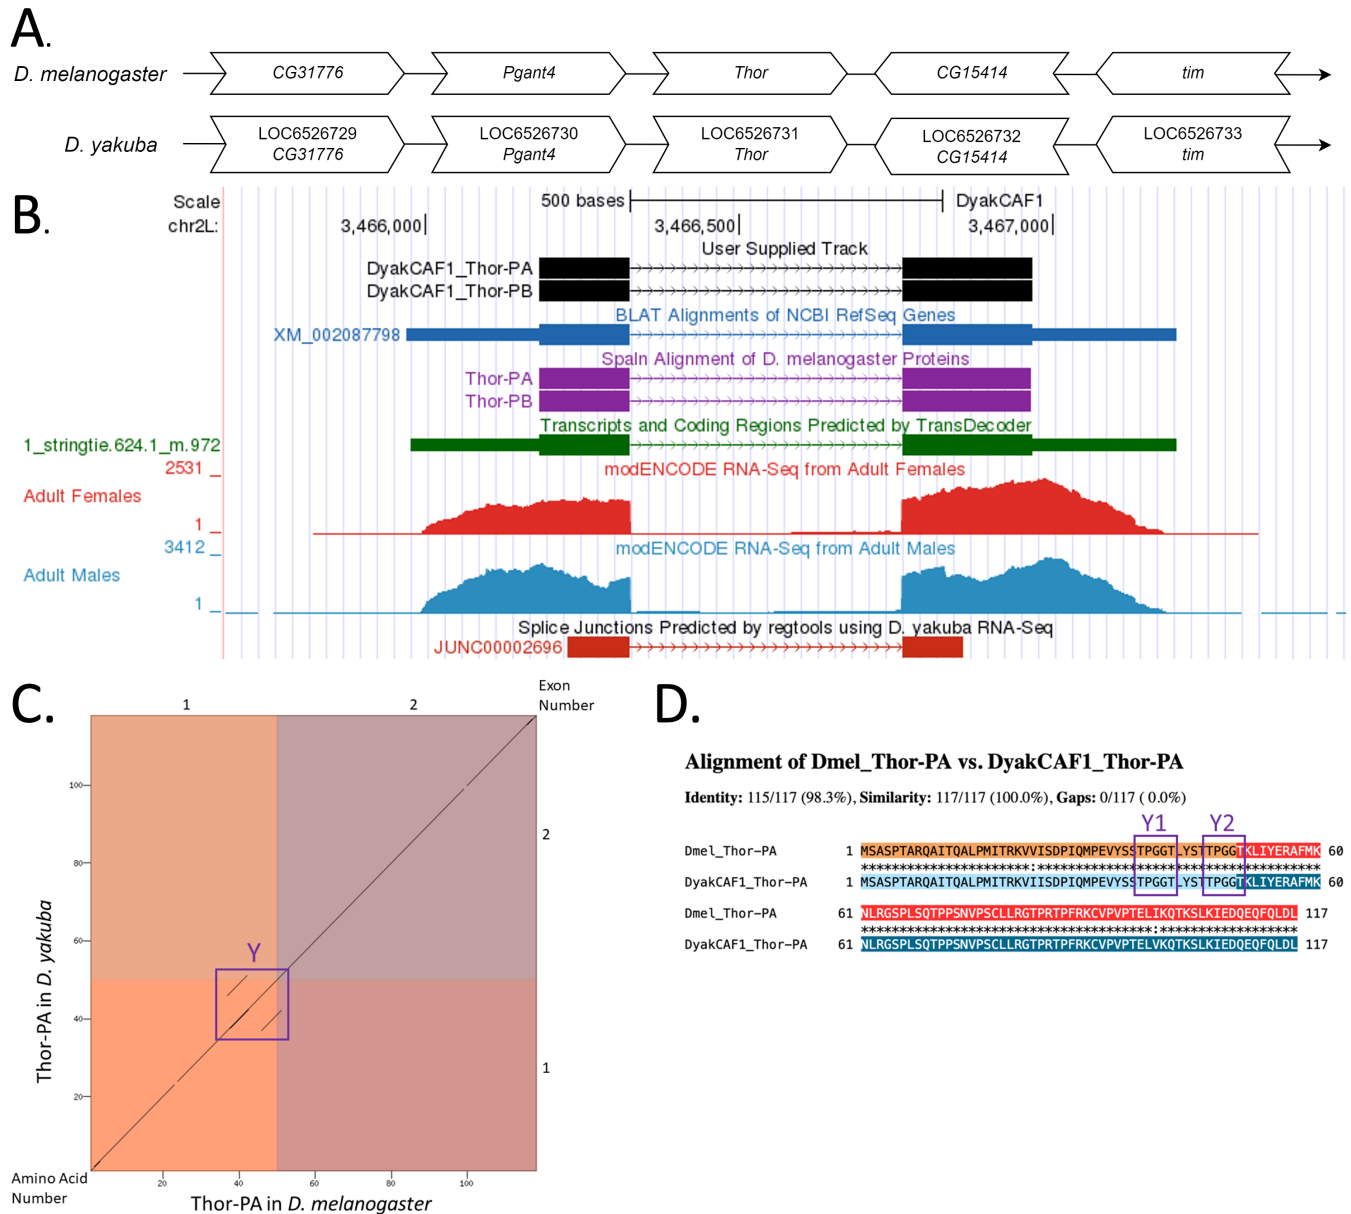 A.
D. melanogaster CG31776 Pgant4 Thor CG15414 tim
D. yakuba
LOC6526729
CG31776
LOC6526730
Pgant4
LOC6526731
Thor
LOC6526732
CG15414
LOC6526733
tim
B.
Scale 500 bases DyakCAF1
chr2L: 3,466,000 3,466,500 3,467,000
User Supplied Track
DyakCAF1_Thor-PA
DyakCAF1_Thor-PB
BLAT Alignments of NCBI RefSeq Genes
XM_002087798
Spaln Alignment of D. melanogaster Proteins
Thor-PA
Thor-PB
Transcripts and Coding Regions Predicted by TransDecoder
1_stringtie.624.1_m.972
2531
modENCODE RNA-Seq from Adult Females
Adult Females
1
3412
modENCODE RNA-Seq from Adult Males
Adult Males
1
Splice Junctions Predicted by regtools using D. yakuba RNA-Seq
JUNC00002696
C.
1 2
Exon
Number
100
2
80
60
Y
40
1
20
Thor-PA in D. yakuba
Amino Acid
Number
20 40 60 80 100
Thor-PA in D. melanogaster
D.
Alignment of Dmel_Thor-PA vs. DyakCAF1_Thor-PA
Identity: 115/117 (98.3%), Similarity: 117/117 (100.0%), Gaps: 0/117 ( 0.0%)
Y1 Y2
Dmel_Thor-PA 1 MSASPTARQAITQALPMITRKVVISDPIQMPEVYSSTPGGTLYSTTPGGTKLIYERAFMK 60
**********************:*************************************
DyakCAF1_Thor-PA 1 MSASPTARQAITQALPMITRKVIISDPIQMPEVYSSTPGGTLYSTTPGGTKLIYERAFMK 60
Dmel_Thor-PA 61 NLRGSPLSQTPPSNVPSCLLRGTPRTPFRKCVPVPTELIKQTKSLKIEDQEQFQLDL 117
**************************************:******************
DyakCAF1_Thor-PA 61 NLRGSPLSQTPPSNVPSCLLRGTPRTPFRKCVPVPTELVKQTKSLKIEDQEQFQLDL 117